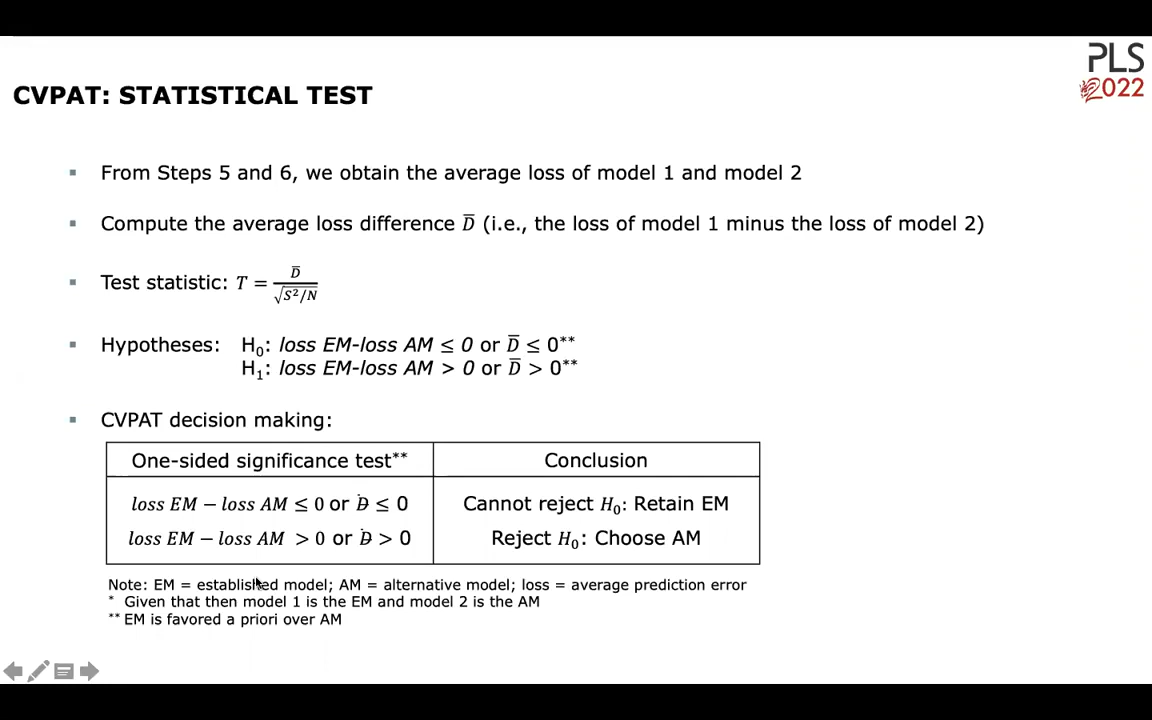 PLS
2022
CVPAT: STATISTICAL TEST
▪ From Steps 5 and 6, we obtain the average loss of model 1 and model 2
▪ Compute the average loss difference D̅ (i.e., the loss of model 1 minus the loss of model 2)
▪ Test statistic: T = D̅ / √S²/N
▪ Hypotheses: H₀: loss EM-loss AM ≤ 0 or D̅ ≤ 0**
H₁: loss EM-loss AM > 0 or D̅ > 0**
▪ CVPAT decision making:
One-sided significance test** Conclusion
loss EM − loss AM ≤ 0 or D̅ ≤ 0 Cannot reject H₀: Retain EM
loss EM − loss AM > 0 or D̅ > 0 Reject H₀: Choose AM
Note: EM = established model; AM = alternative model; loss = average prediction error
* Given that then model 1 is the EM and model 2 is the AM
** EM is favored a priori over AM